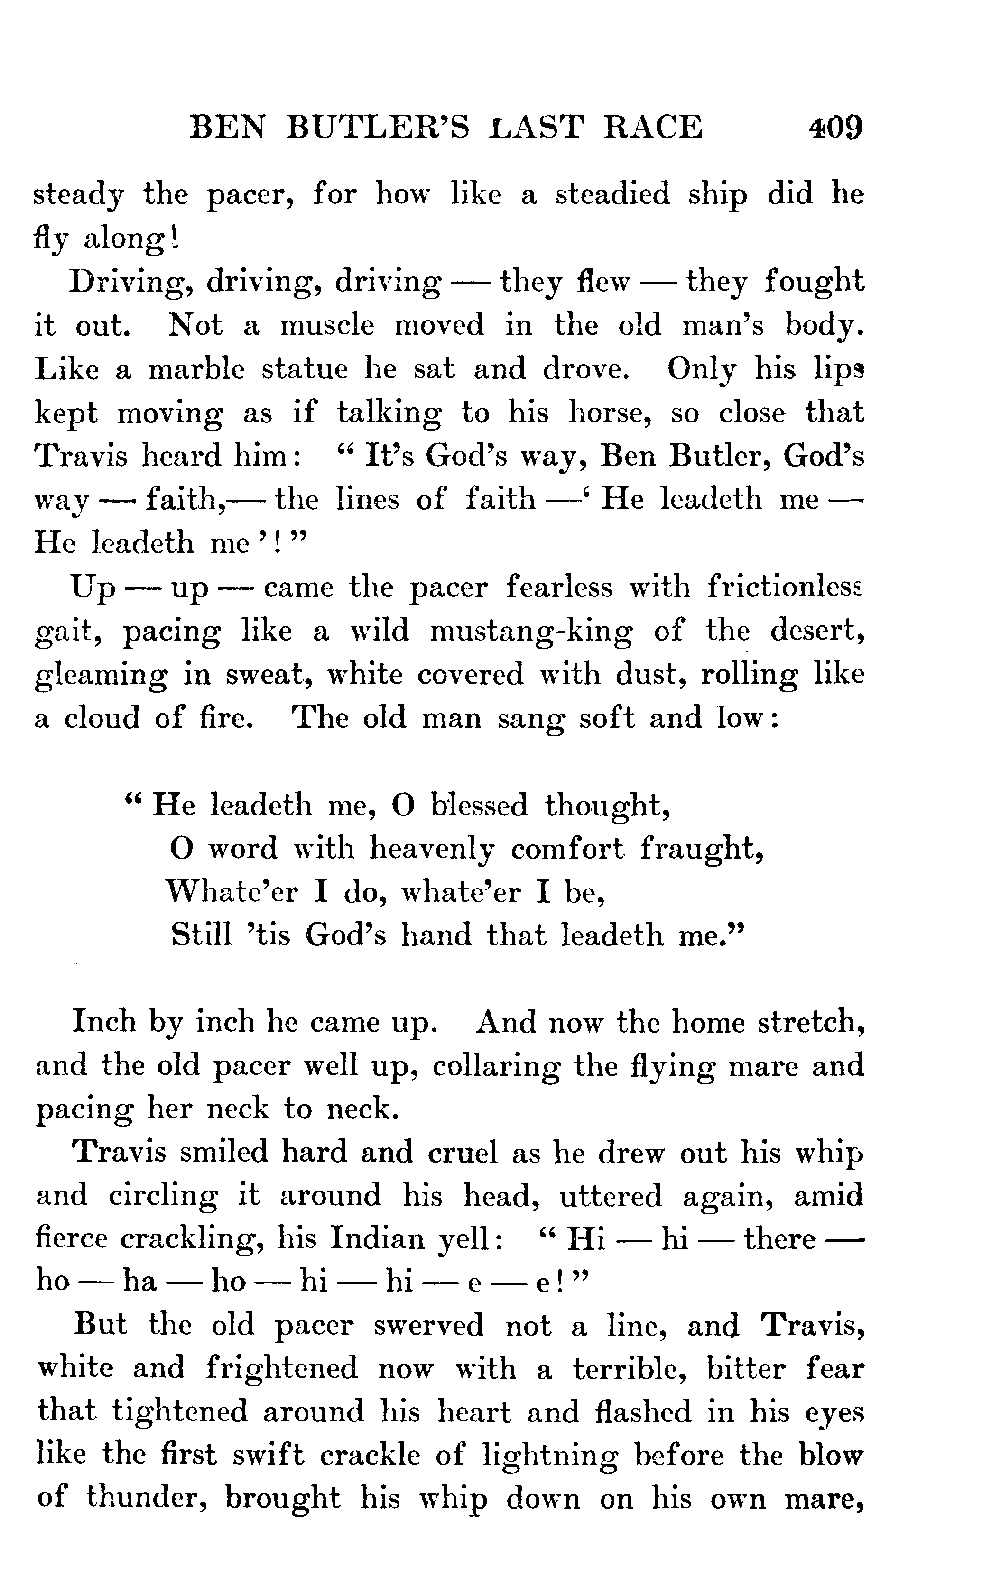 BEN BUTLER'S LAST RACE 409
steady the pacer, for how like a steadied ship did he
fly along!
Driving, driving, driving — they flew — they fought
it out. Not a muscle moved in the old man's body.
Like a marble statue he sat and drove. Only his lips
kept moving as if talking to his horse, so close that
Travis heard him: " It's God's way, Ben Butler, God's
way — faith,— the lines of faith —' He leadeth me —
He leadeth me '! "
Up — up — came the pacer fearless with frictionless
gait, pacing like a wild mustang-king of the desert,
gleaming in sweat, white covered with dust, rolling like
a cloud of fire. The old man sang soft and low:
" He leadeth me, O blessed thought,
O word with heavenly comfort fraught,
Whate'er I do, whate'er I be,
Still 'tis God's hand that leadeth me."
Inch by inch he came up. And now the home stretch,
and the old pacer well up, collaring the flying mare and
pacing her neck to neck.
Travis smiled hard and cruel as he drew out his whip
and circling it around his head, uttered again, amid
fierce crackling, his Indian yell: " Hi — hi — there —
ho — ha — ho — hi — hi — e — e! "
But the old pacer swerved not a line, and Travis,
white and frightened now with a terrible, bitter fear
that tightened around his heart and flashed in his eyes
like the first swift crackle of lightning before the blow
of thunder, brought his whip down on his own mare,